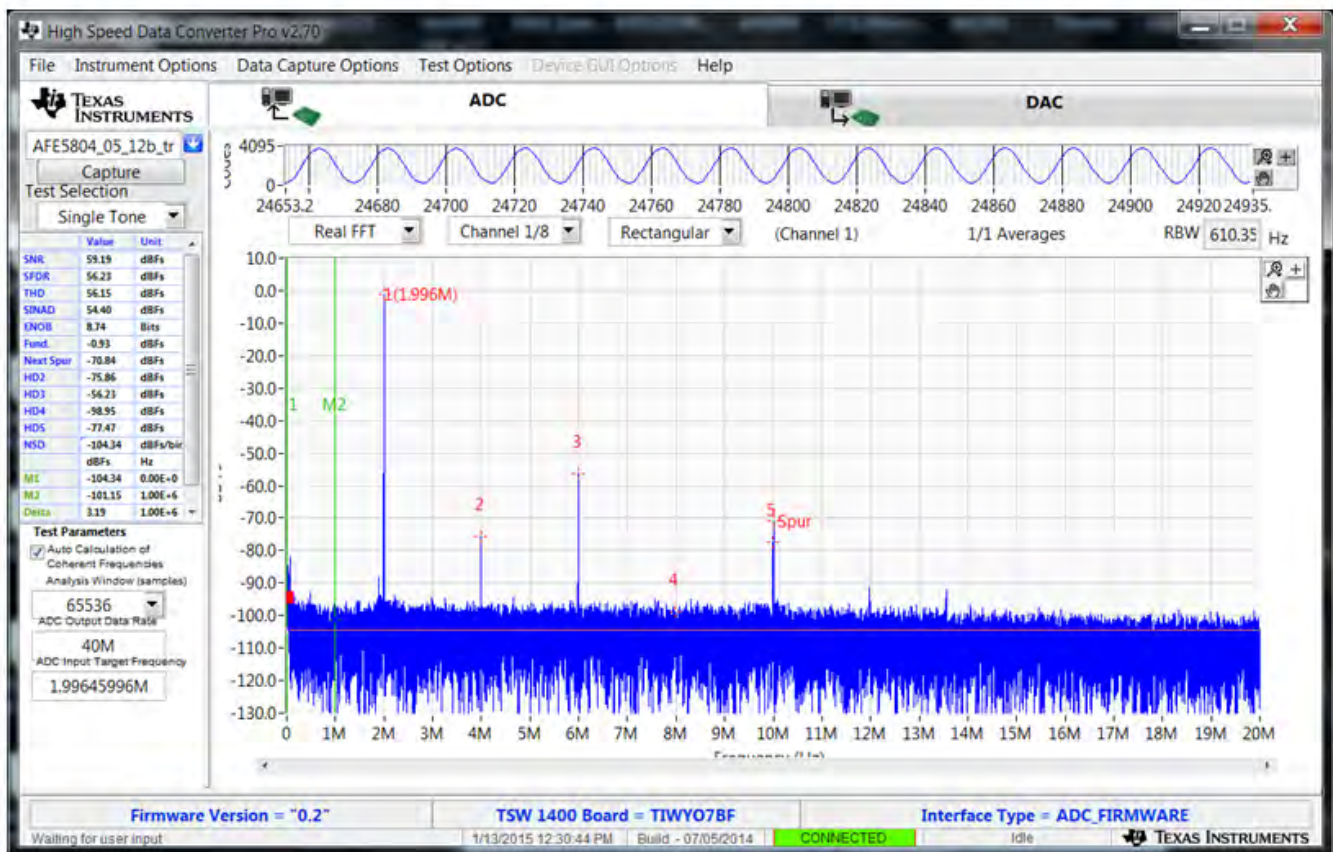 High Speed Data Converter Pro v2.70
File Instrument Options Data Capture Options Test Options Device GUI Options Help
TEXAS INSTRUMENTS
ADC
DAC
AFE5804_05_12b_tr
Capture
Test Selection
Single Tone
Value Unit
SNR 59.19 dBFs
SFDR 56.23 dBFs
THD 56.15 dBFs
SINAD 54.40 dBFs
ENOB 8.74 Bits
Fund. -0.93 dBFs
Next Spur -70.84 dBFs
HD2 -75.86 dBFs
HD3 -56.23 dBFs
HD4 -98.95 dBFs
HD5 -77.47 dBFs
NSD -104.34 dBFs/bin
dBFs Hz
M1 -104.34 0.00E+0
M2 -101.15 1.00E+6
Delta 3.19 1.00E+6
Test Parameters
Auto Calculation of
Coherent Frequencies
Analysis Window (samples)
65536
ADC Output Data Rate
40M
ADC Input Target Frequency
1.99645996M
4095
0
24653.2 24680 24700 24720 24740 24760 24780 24800 24820 24840 24860 24880 24900 24920 24935.
Real FFT Channel 1/8 Rectangular (Channel 1) 1/1 Averages RBW 610.35 Hz
10.0
0.0
-10.0
-20.0
-30.0
-40.0
-50.0
-60.0
-70.0
-80.0
-90.0
-100.0
-110.0
-120.0
-130.0
1(1.996M)
1 M2
3
2
5
Spur
4
0 1M 2M 3M 4M 5M 6M 7M 8M 9M 10M 11M 12M 13M 14M 15M 16M 17M 18M 19M 20M
Frequency (Hz)
Firmware Version = "0.2" TSW 1400 Board = TIWYO7BF Interface Type = ADC_FIRMWARE
Waiting for user input 1/13/2015 12:30:44 PM Build - 07/05/2014 CONNECTED Idle TEXAS INSTRUMENTS